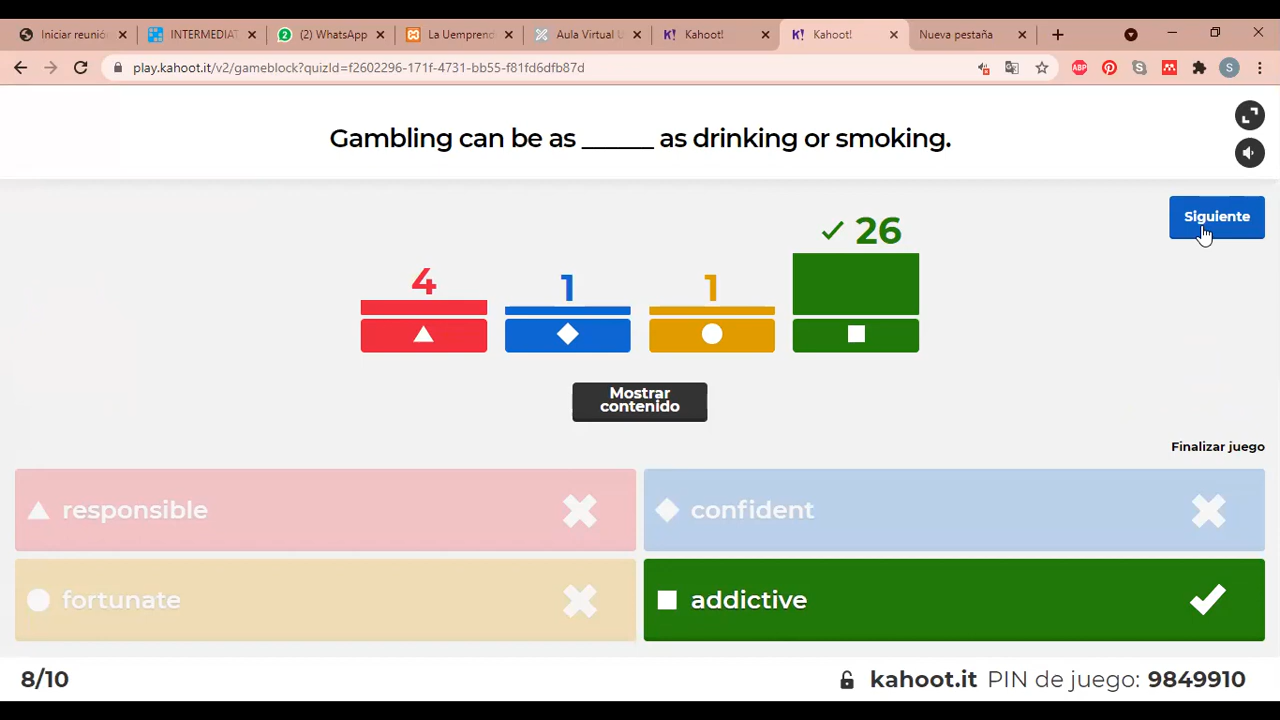 Iniciar reunió
INTERMEDIAT
(2) WhatsApp
La Uemprend
Aula Virtual U
K! Kahoot!
K! Kahoot!
Nueva pestaña
play.kahoot.it/v2/gameblock?quizId=f2602296-171f-4731-bb55-f81fd6dfb87d
ABP
S
Gambling can be as ______ as drinking or smoking.
Siguiente
4
1
1
26
Mostrar
contenido
Finalizar juego
responsible
confident
fortunate
addictive
8/10
kahoot.it PIN de juego: 9849910